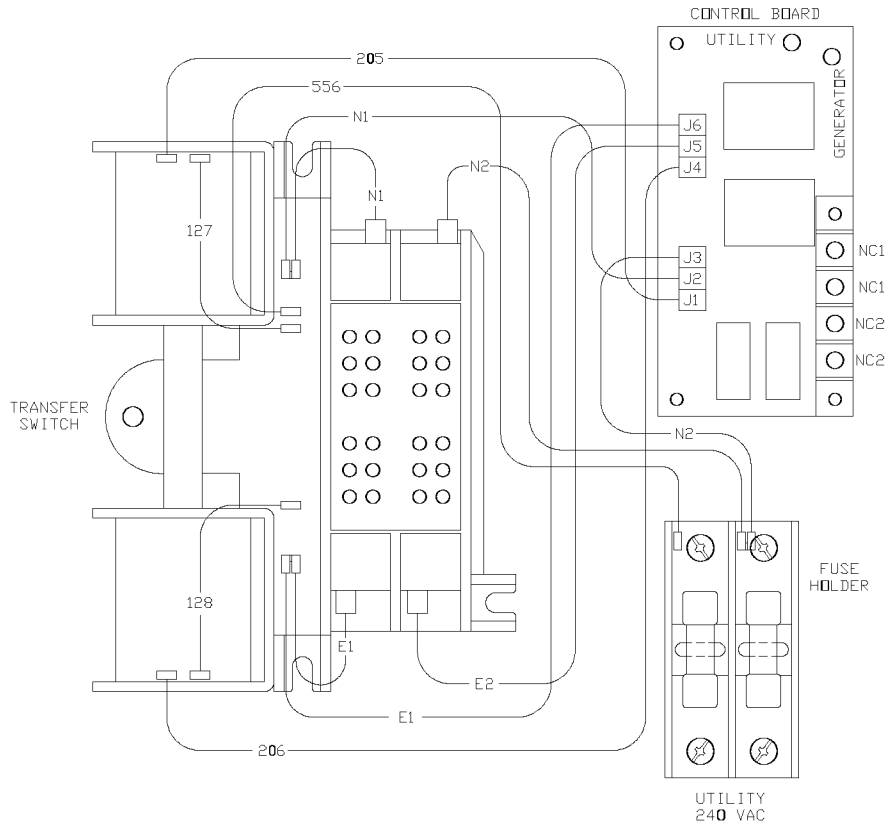 CONTROL BOARD
UTILITY
GENERATOR
205
556
N1
N1
N2
127
J6
J5
J4
J3
J2
J1
NC1
NC1
NC2
NC2
TRANSFER
SWITCH
N2
128
E1
E2
E1
206
FUSE
HOLDER
UTILITY
240 VAC